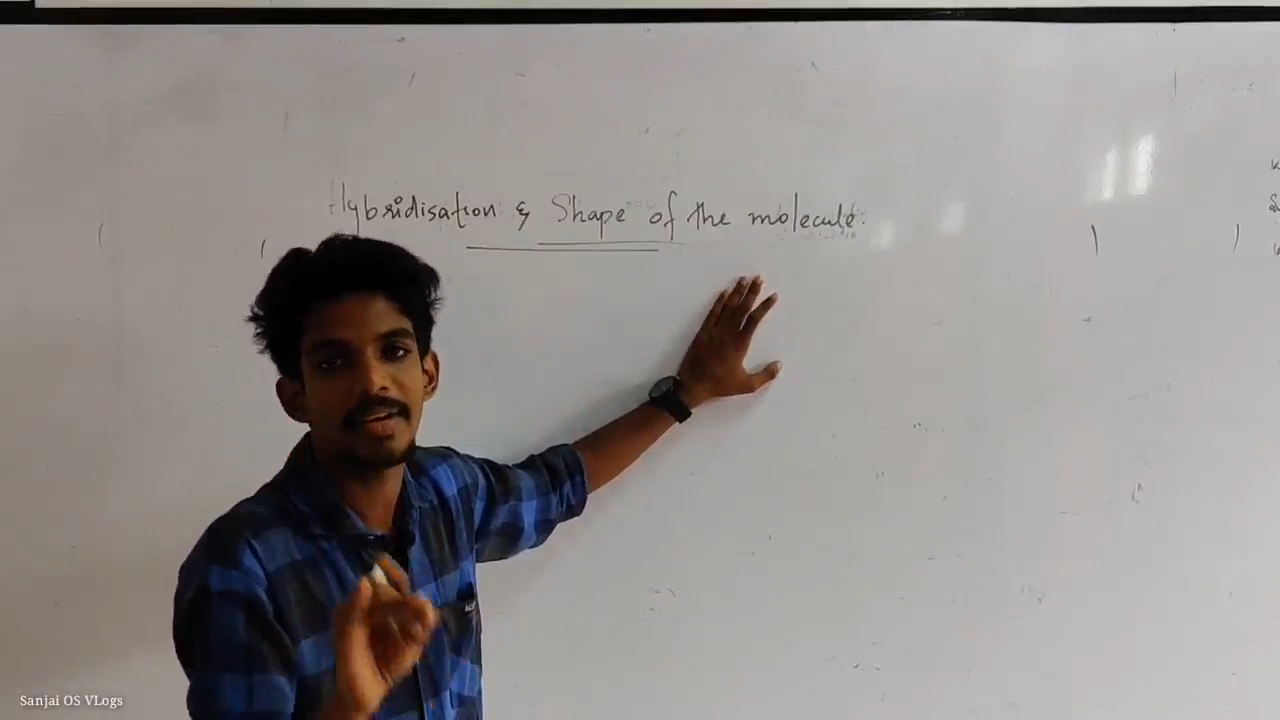 Hybridisation & Shape of the molecule.
Sanjai OS VLogs